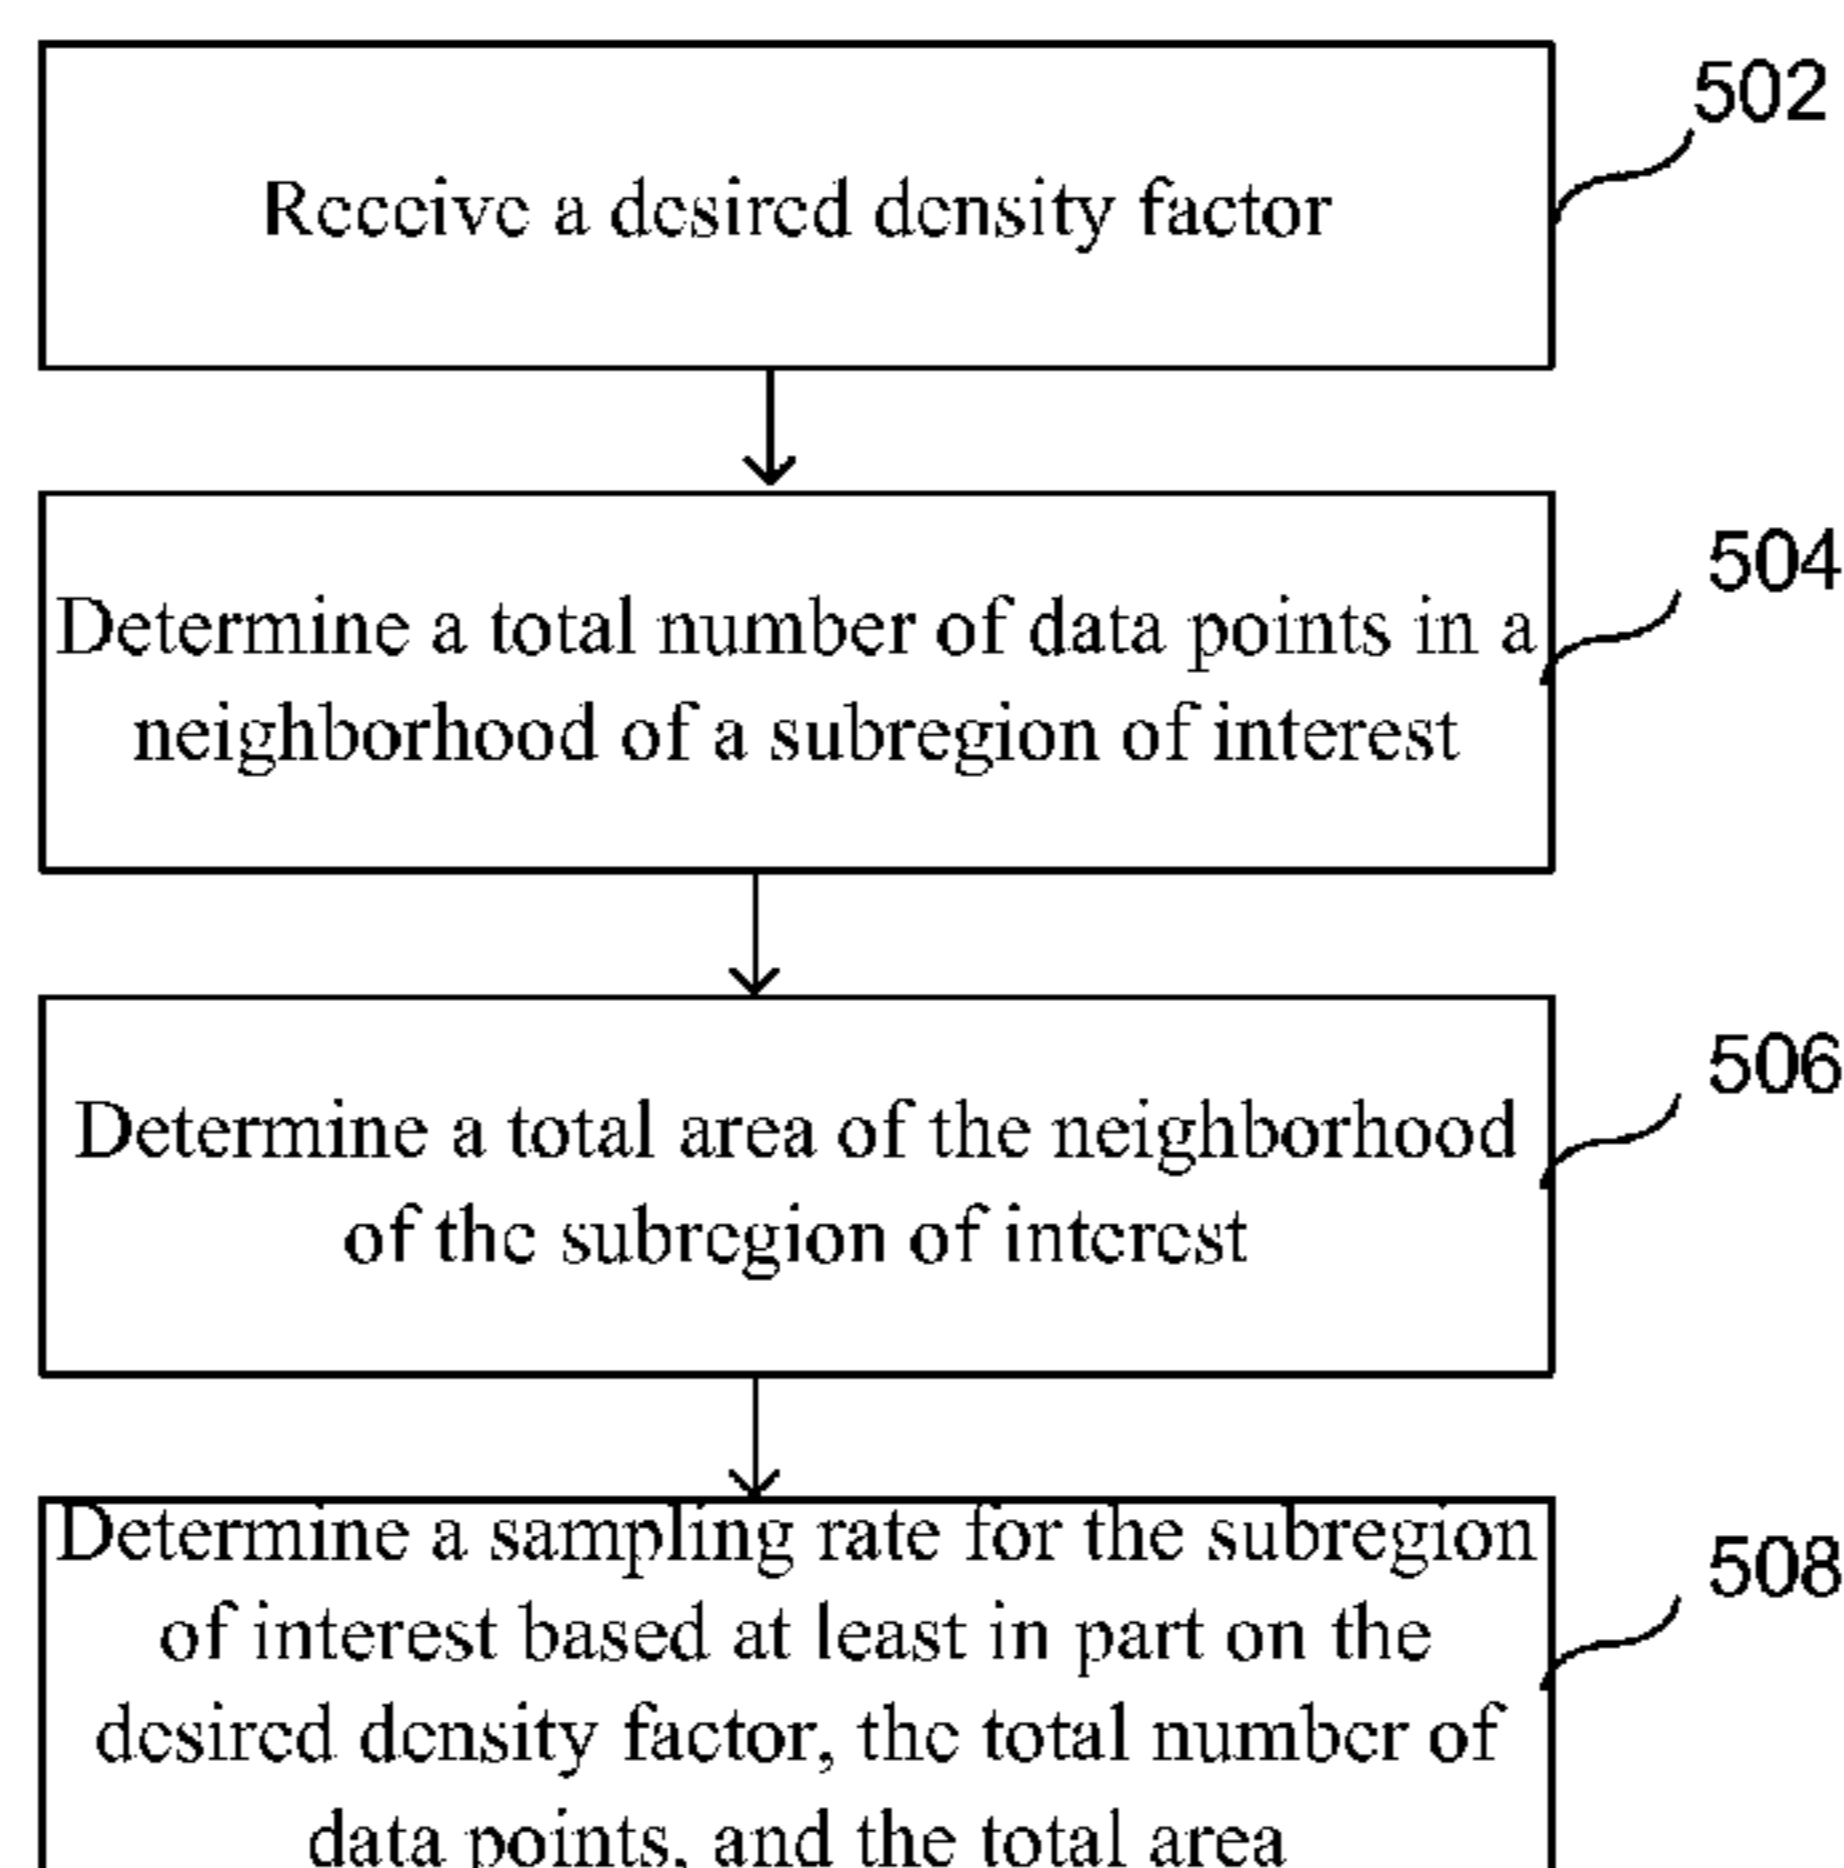 502
Receive a desired density factor
504
Determine a total number of data points in a
neighborhood of a subregion of interest
506
Determine a total area of the neighborhood
of the subregion of interest
508
Determine a sampling rate for the subregion
of interest based at least in part on the
desired density factor, the total number of
data points, and the total area